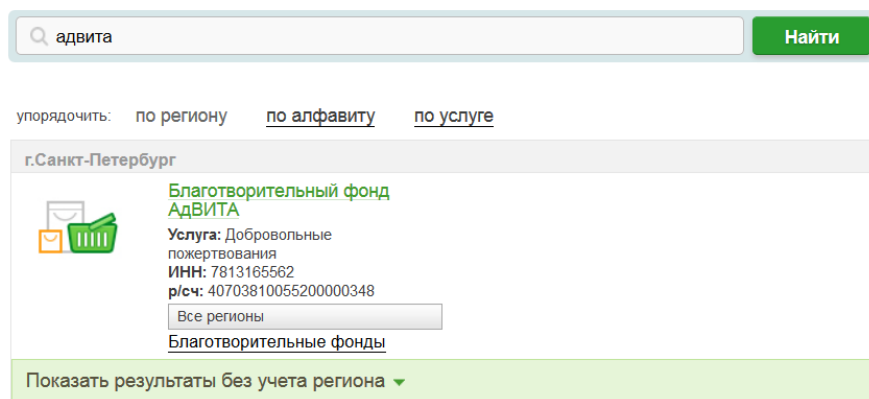 адвита
Найти
упорядочить: по региону по алфавиту по услуге
г.Санкт-Петербург
Благотворительный фонд
АдВИТА
Услуга: Добровольные
пожертвования
ИНН: 7813165562
р/сч: 40703810055200000348
Все регионы
Благотворительные фонды
Показать результаты без учета региона